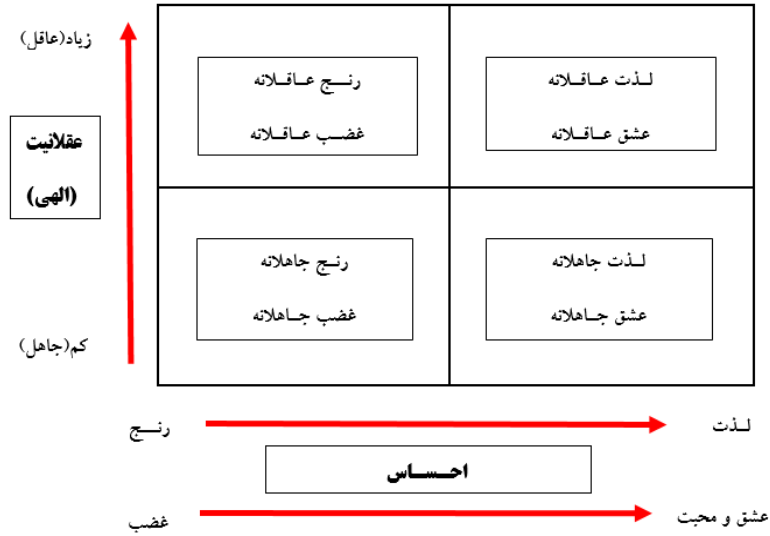 زیاد(عاقل)
رنج عاقلانه
غضب عاقلانه
لذت عاقلانه
عشق عاقلانه
عقلانیت
(الهی)
رنج جاهلانه
غضب جاهلانه
لذت جاهلانه
عشق جاهلانه
کم(جاهل)
رنج
لذت
احساس
غضب
عشق و محبت